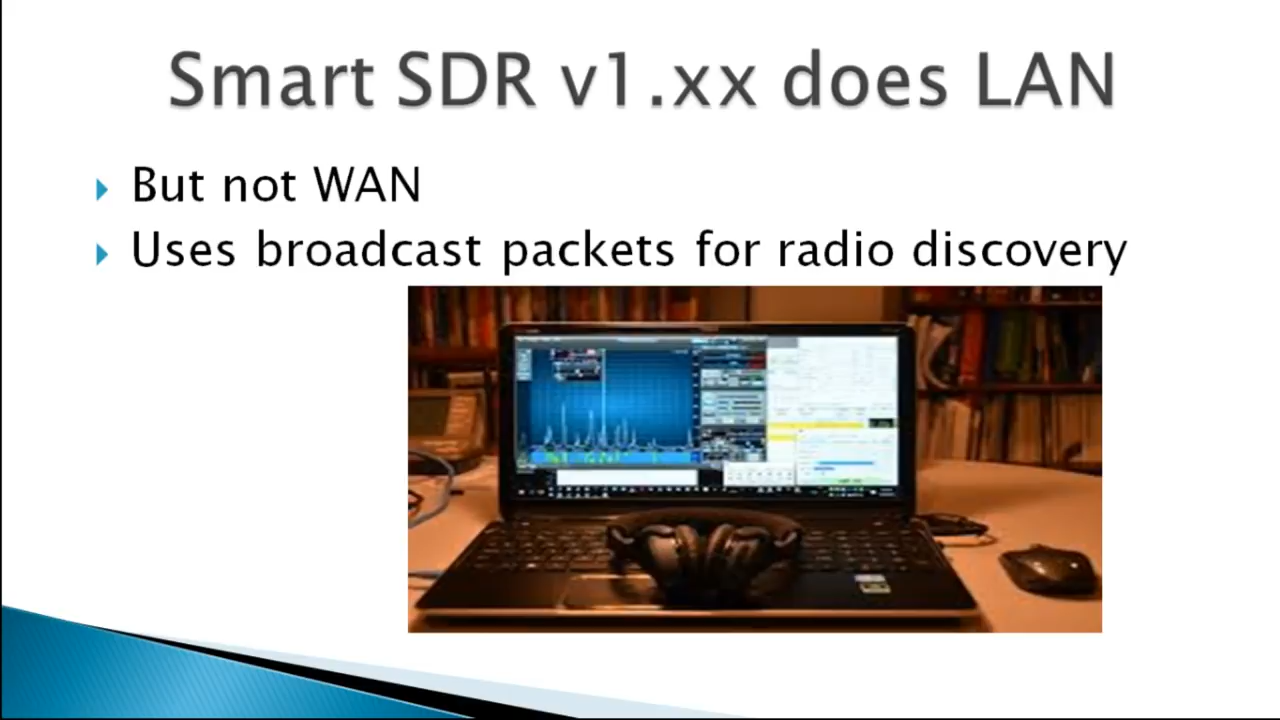 Smart SDR v1.xx does LAN
But not WAN
Uses broadcast packets for radio discovery